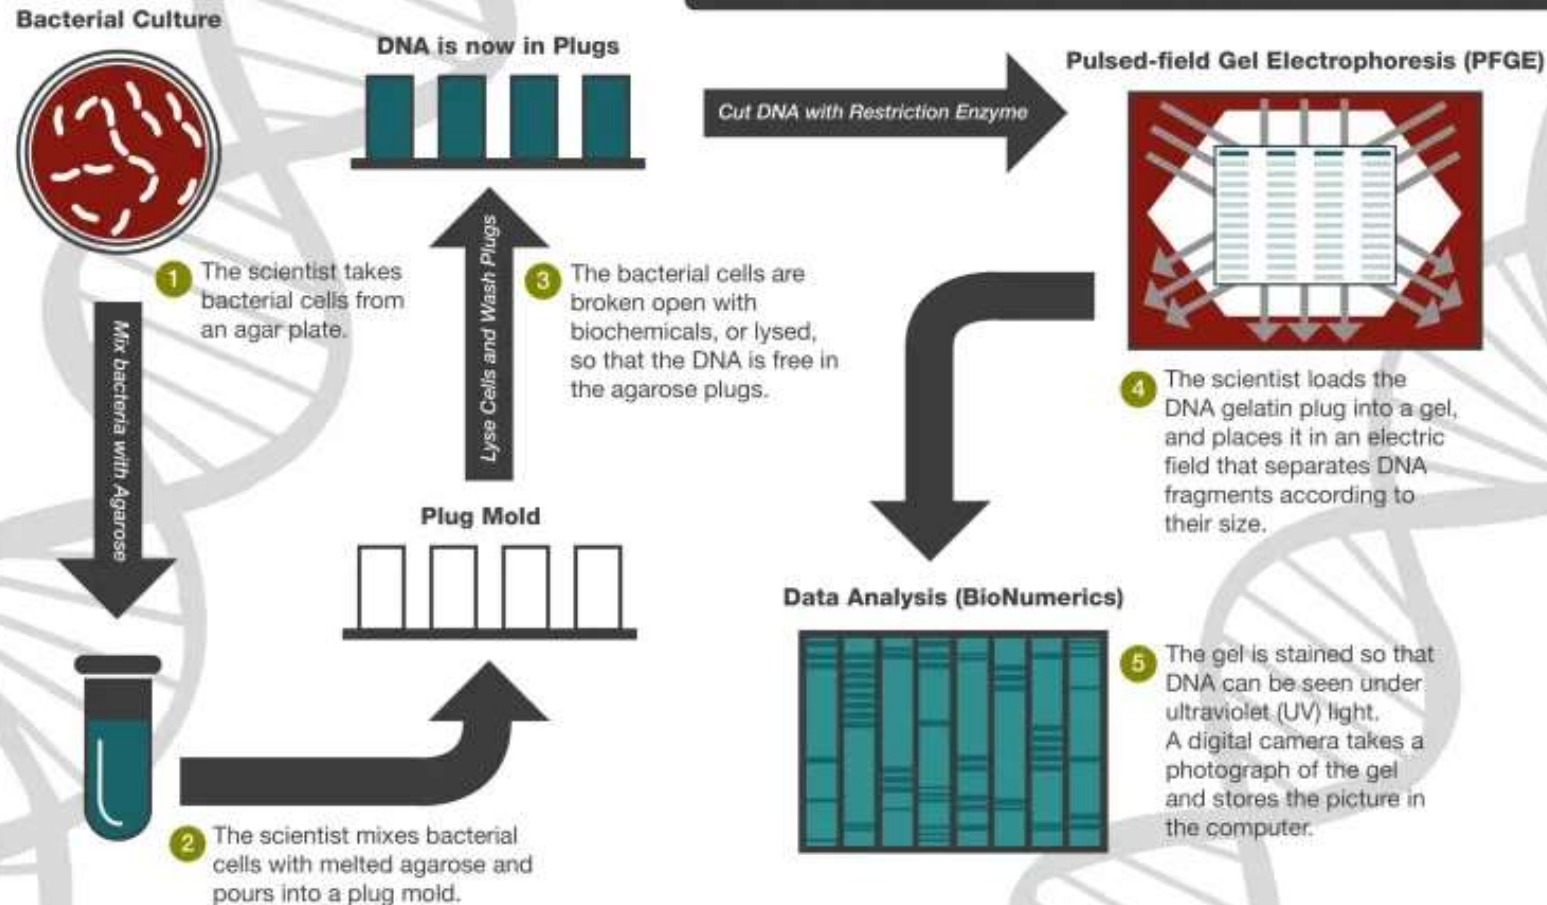 Bacterial Culture
1
The scientist takes
bacterial cells from
an agar plate.
Mix bacteria with Agarose
2
The scientist mixes bacterial
cells with melted agarose and
pours into a plug mold.
Plug Mold
Lyse Cells and Wash Plugs
3
The bacterial cells are
broken open with
biochemicals, or lysed,
so that the DNA is free in
the agarose plugs.
DNA is now in Plugs
Cut DNA with Restriction Enzyme
Pulsed-field Gel Electrophoresis (PFGE)
4
The scientist loads the
DNA gelatin plug into a gel,
and places it in an electric
field that separates DNA
fragments according to
their size.
Data Analysis (BioNumerics)
5
The gel is stained so that
DNA can be seen under
ultraviolet (UV) light.
A digital camera takes a
photograph of the gel
and stores the picture in
the computer.